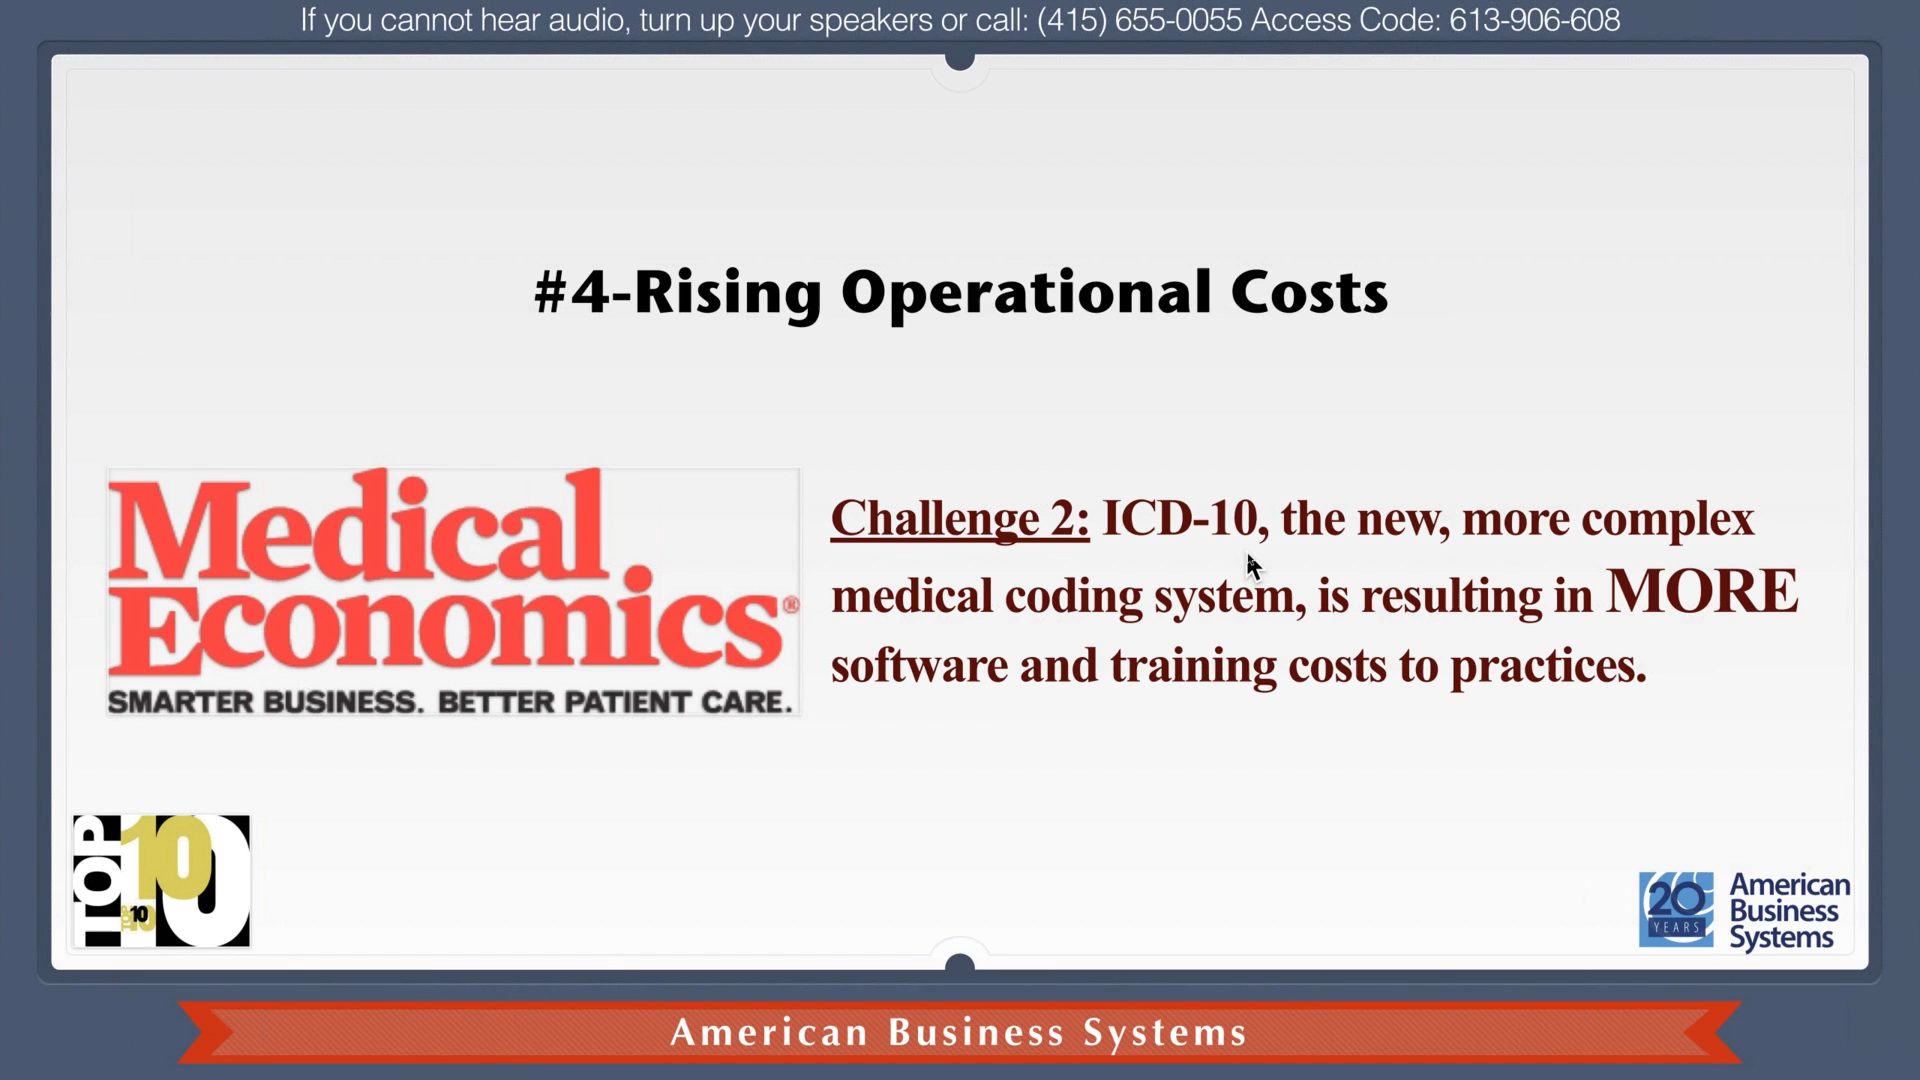 If you cannot hear audio, turn up your speakers or call: (415) 655-0055 Access Code: 613-906-608
#4-Rising Operational Costs
Medical
Economics®
SMARTER BUSINESS. BETTER PATIENT CARE.
Challenge 2: ICD-10, the new, more complex
medical coding system, is resulting in MORE
software and training costs to practices.
TOP
10
10
10
20
YEARS
American
Business
Systems
American Business Systems